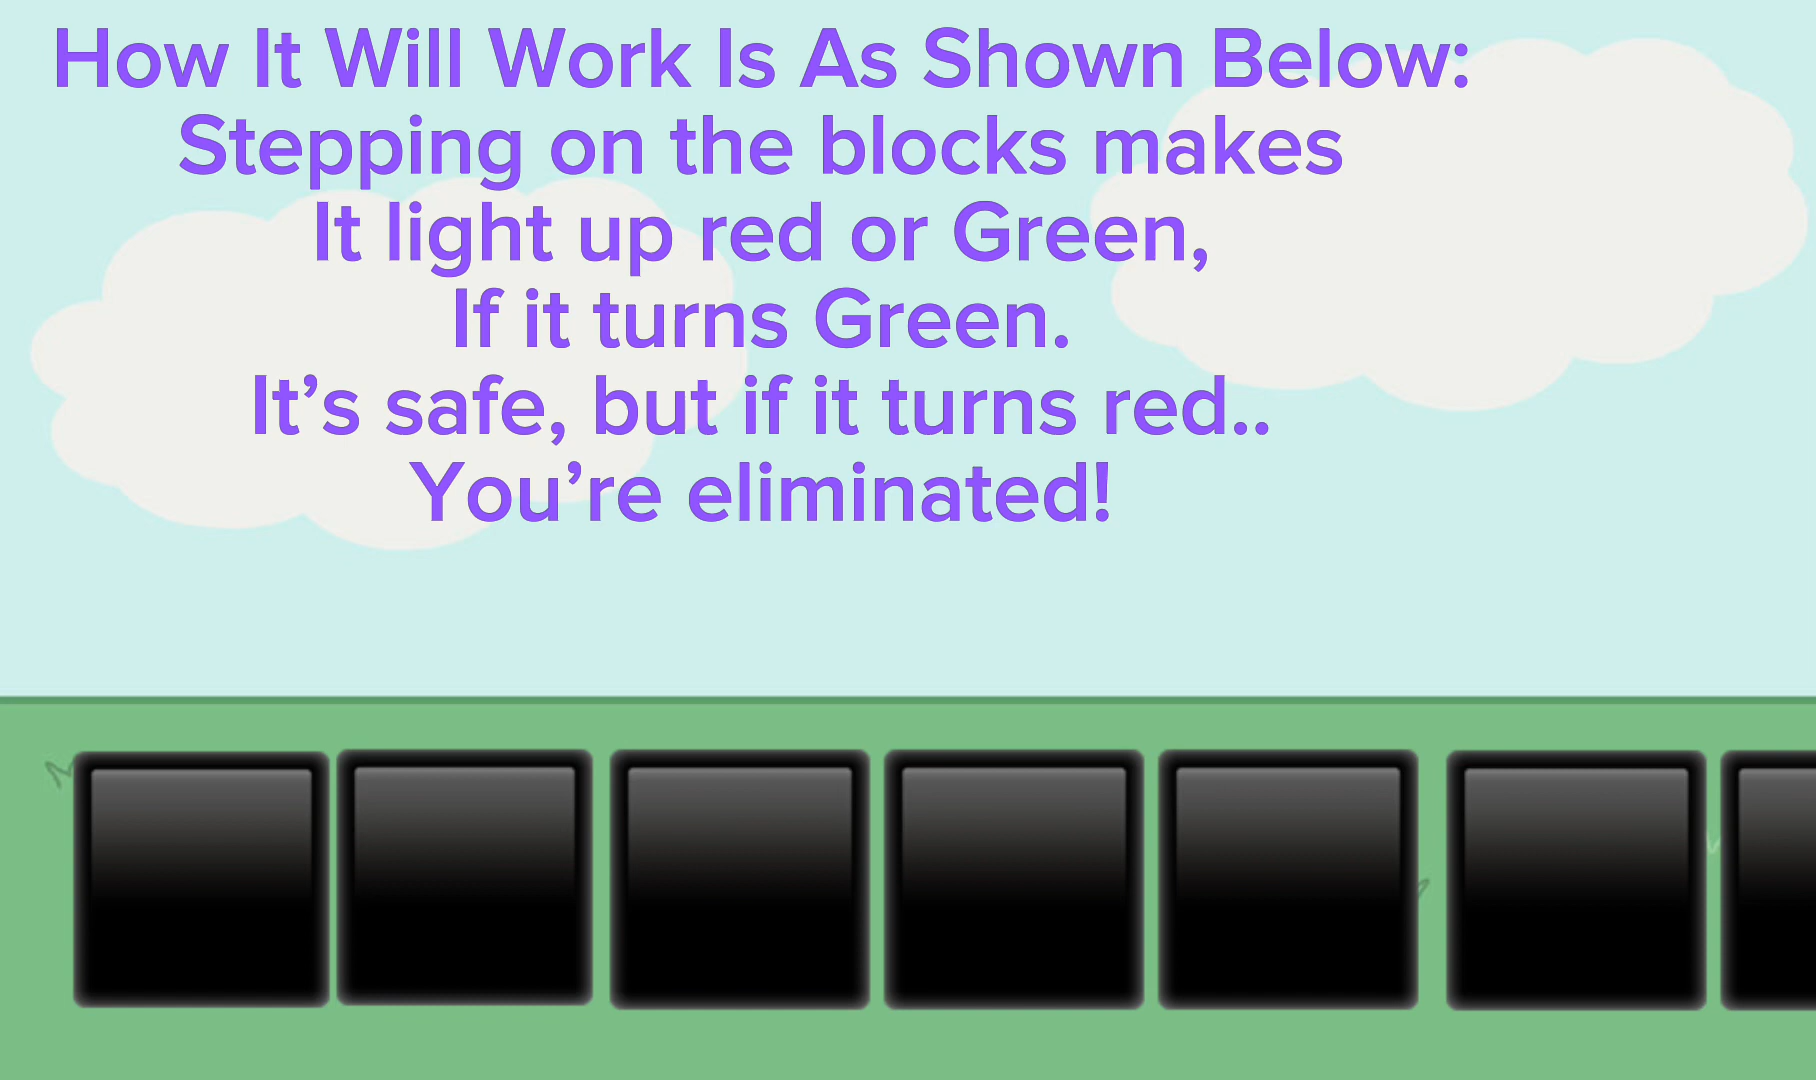 How It Will Work Is As Shown Below:
Stepping on the blocks makes
It light up red or Green,
If it turns Green.
It’s safe, but if it turns red..
You’re eliminated!